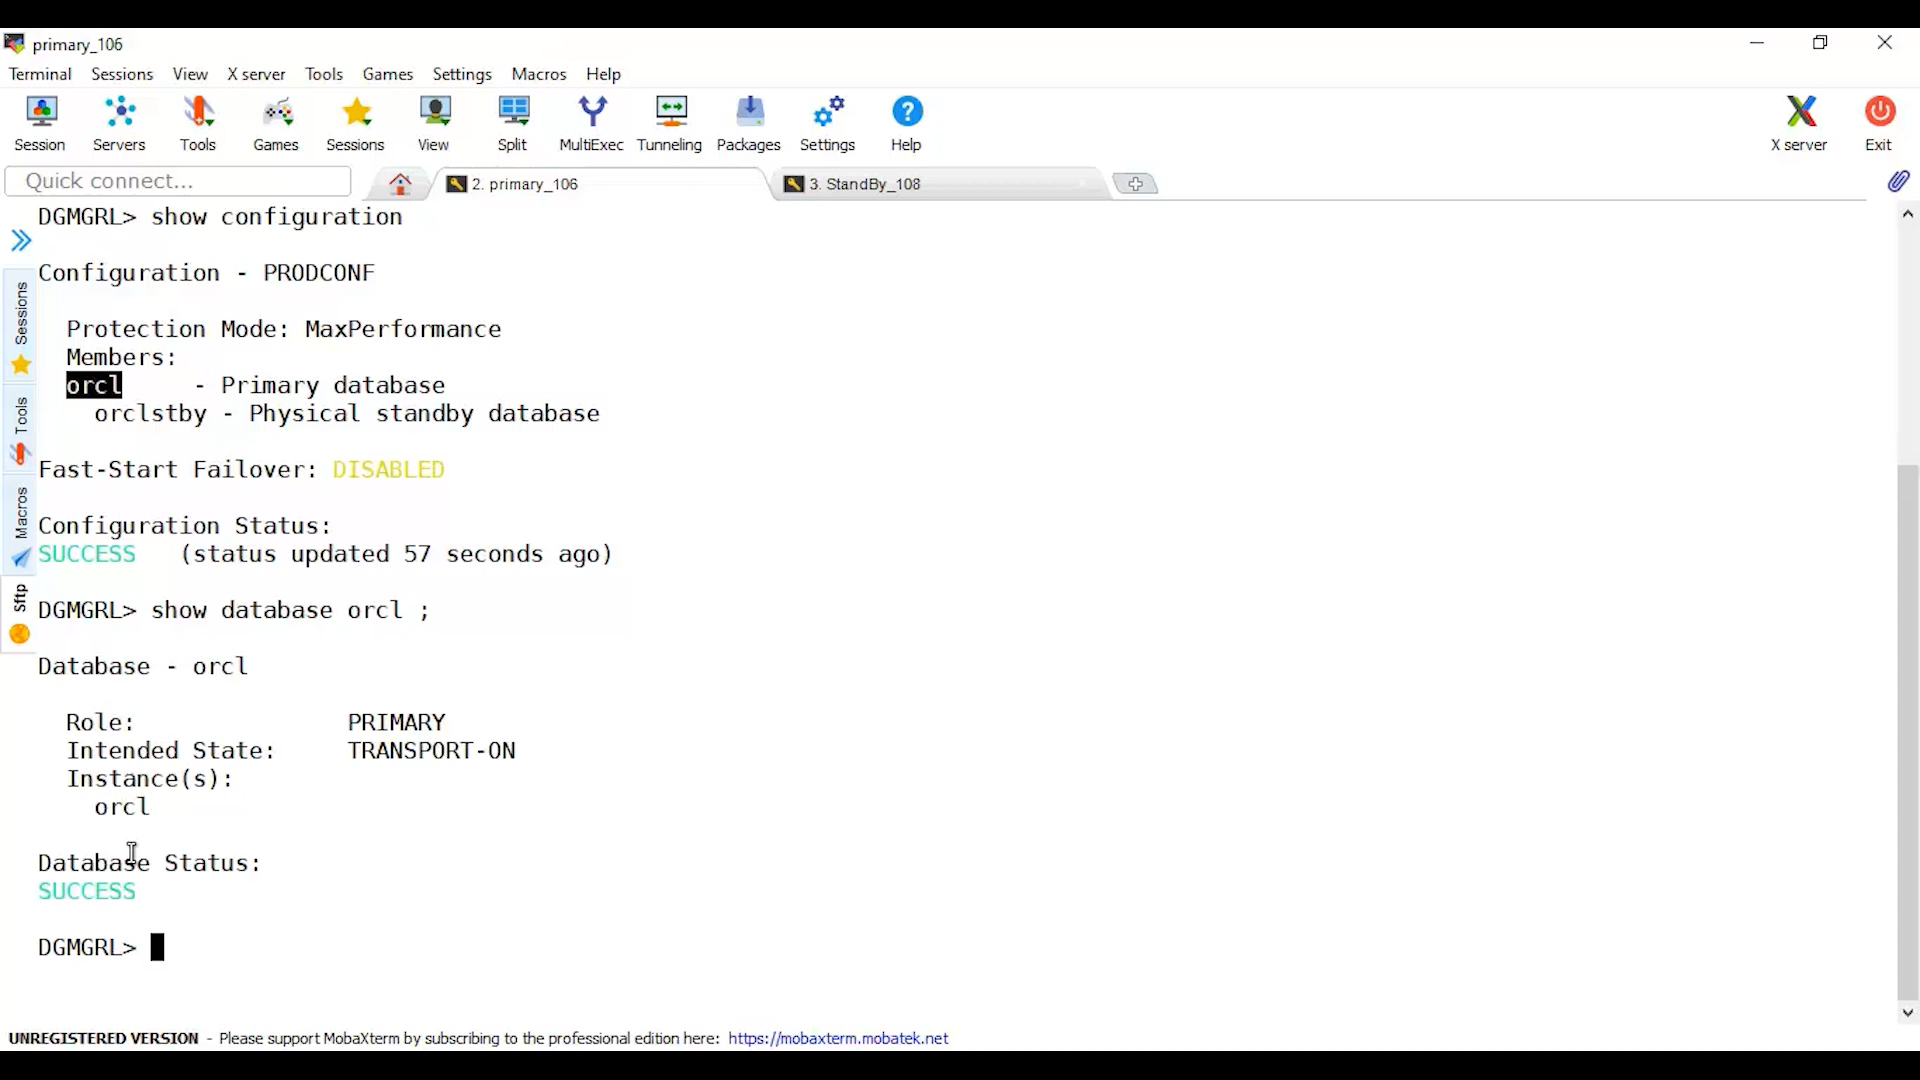 primary_106
Terminal Sessions View X server Tools Games Settings Macros Help
Session Servers Tools Games Sessions View Split MultiExec Tunneling Packages Settings Help X server Exit
Quick connect... 2. primary_106 3. StandBy_108
DGMGRL> show configuration
Configuration - PRODCONF
Protection Mode: MaxPerformance
Members:
orcl - Primary database
orclstby - Physical standby database
Fast-Start Failover: DISABLED
Configuration Status:
SUCCESS (status updated 57 seconds ago)
DGMGRL> show database orcl ;
Database - orcl
Role: PRIMARY
Intended State: TRANSPORT-ON
Instance(s):
orcl
Database Status:
SUCCESS
DGMGRL>
Sessions
Tools
Macros
Sftp
UNREGISTERED VERSION - Please support MobaXterm by subscribing to the professional edition here: https://mobaxterm.mobatek.net